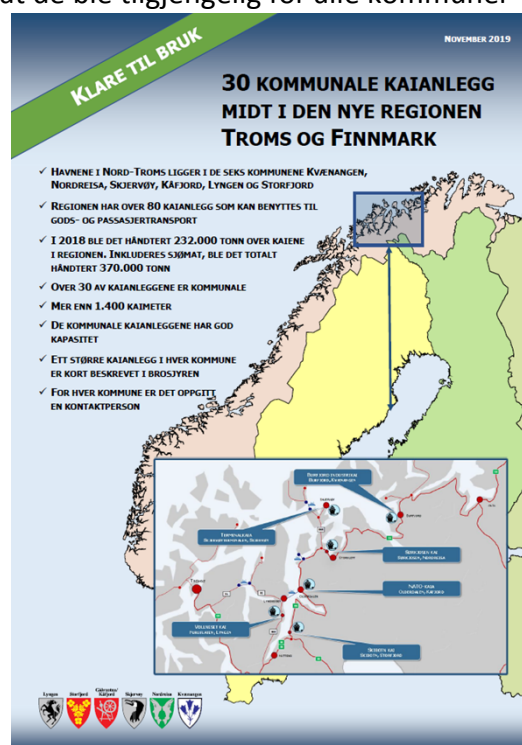 at de ble tilgjengelig for alle kommuner
NOVEMBER 2019
KLARE TIL BRUK
30 KOMMUNALE KAIANLEGG
MIDT I DEN NYE REGIONEN
TROMS OG FINNMARK
✓ HAVNENE I NORD-TROMS LIGGER I DE SEKS KOMMUNENE KVÆNANGEN,
NORDREISA, SKJERVØY, KÅFJORD, LYNGEN OG STORFJORD
✓ REGIONEN HAR OVER 80 KAIANLEGG SOM KAN BENYTTES TIL
GODS- OG PASSASJERTRANSPORT
✓ I 2018 BLE DET HÅNDTERT 232.000 TONN OVER KAIENE
I REGIONEN. INKLUDERES SJØMAT, BLE DET TOTALT
HÅNDTERT 370.000 TONN
✓ OVER 30 AV KAIANLEGGENE ER KOMMUNALE
✓ MER ENN 1.400 KAIMETER
✓ DE KOMMUNALE KAIANLEGGENE HAR GOD
KAPASITET
✓ ETT STØRRE KAIANLEGG I HVER KOMMUNE
ER KORT BESKREVET I BROSJYREN
✓ FOR HVER KOMMUNE ER DET OPPGITT
EN KONTAKTPERSON
TERMINALKAIA
NATO-KAIA
Lyngen
Storfjord
Gáivuotna/
Kåfjord
Skjervøy
Nordreisa
Kvænangen